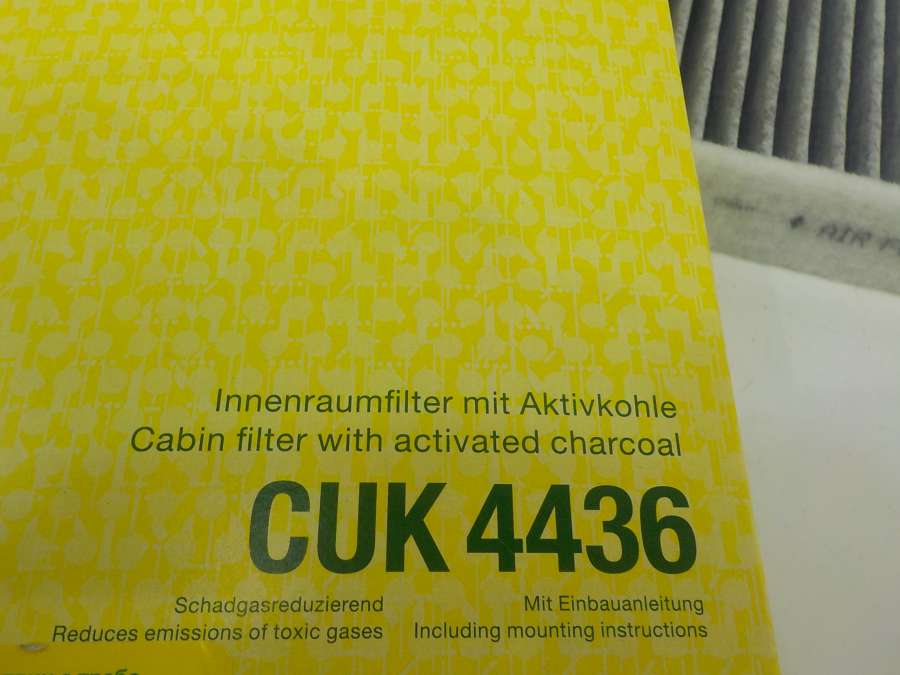 Innenraumfilter mit Aktivkohle
Cabin filter with activated charcoal
CUK 4436
Schadgasreduzierend
Reduces emissions of toxic gases
Mit Einbauanleitung
Including mounting instructions
AIR